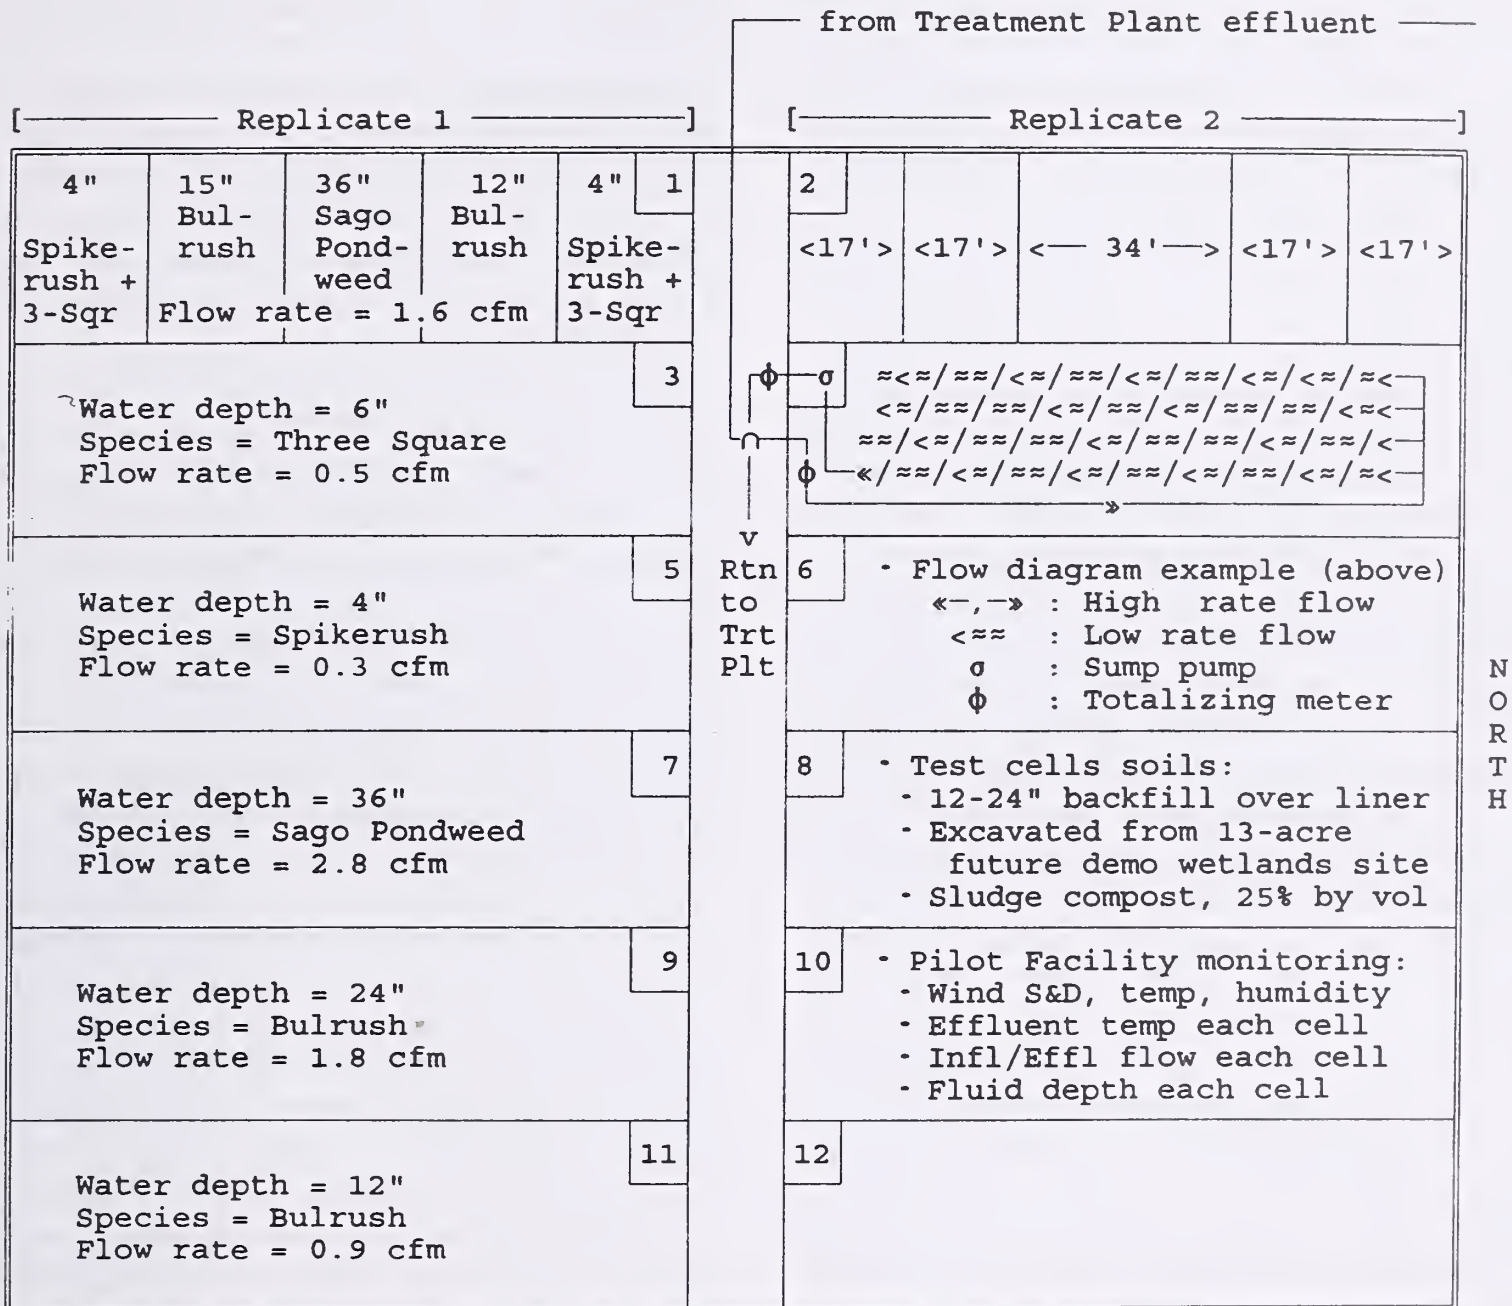 from Treatment Plant effluent
[ Replicate 1 ]
[ Replicate 2 ]
4" 15" 36" 12" 4" 1
Bul- Sago Bul-
Spike- rush Pond- rush Spike-
rush + weed rush +
3-Sqr Flow rate = 1.6 cfm 3-Sqr
2
<17'> <17'> <— 34'—> <17'> <17'>
3
Water depth = 6"
Species = Three Square
Flow rate = 0.5 cfm
ϕ σ ≈<≈/≈≈/<≈/≈≈/<≈/≈≈/<≈/<≈/≈<
<≈/≈≈/≈≈/<≈/≈≈/<≈/≈≈/≈≈/<≈<
≈≈/<≈/≈≈/≈≈/<≈/≈≈/≈≈/<≈/≈≈/<
ϕ «/≈≈/<≈/≈≈/<≈/≈≈/<≈/≈≈/<≈/≈<
»
v
Rtn
to
Trt
Plt
5
Water depth = 4"
Species = Spikerush
Flow rate = 0.3 cfm
6
- Flow diagram example (above)
«-,-» : High rate flow
<≈≈ : Low rate flow
σ : Sump pump
ϕ : Totalizing meter
7
Water depth = 36"
Species = Sago Pondweed
Flow rate = 2.8 cfm
8
- Test cells soils:
- 12-24" backfill over liner
- Excavated from 13-acre
future demo wetlands site
- Sludge compost, 25% by vol
9
Water depth = 24"
Species = Bulrush
Flow rate = 1.8 cfm
10
- Pilot Facility monitoring:
- Wind S&D, temp, humidity
- Effluent temp each cell
- Infl/Effl flow each cell
- Fluid depth each cell
11
Water depth = 12"
Species = Bulrush
Flow rate = 0.9 cfm
12
N
O
R
T
H